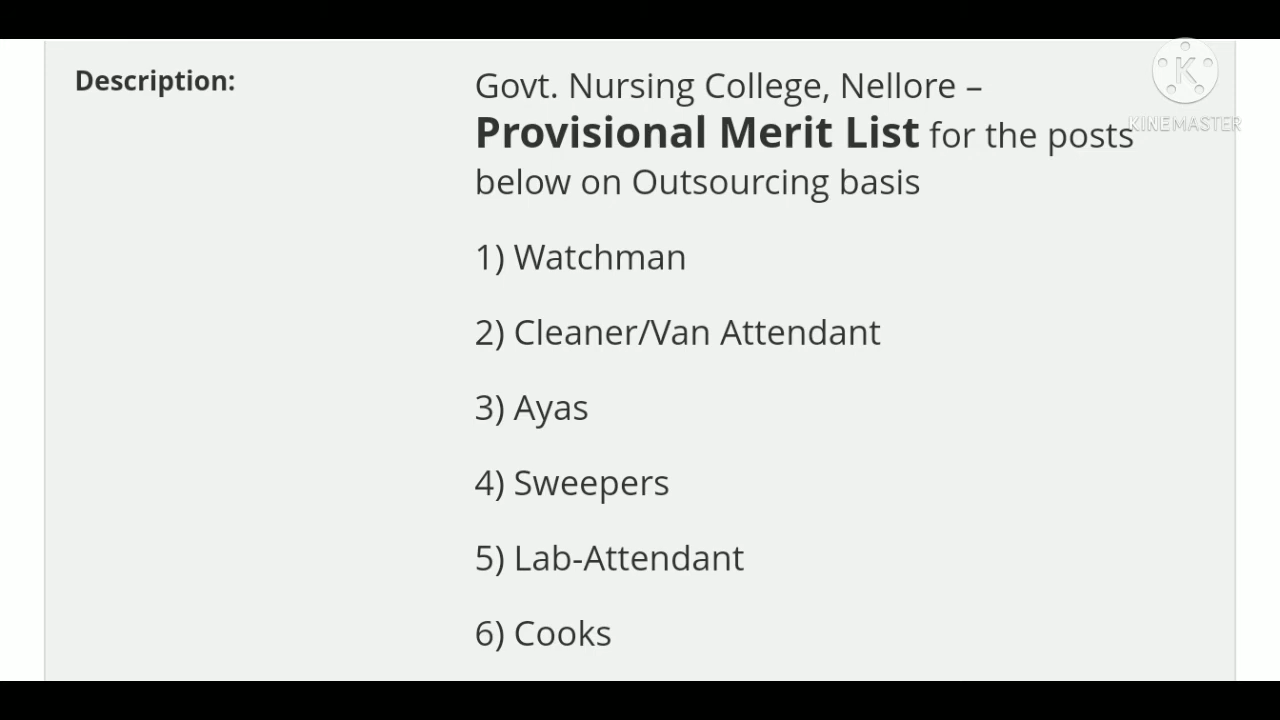 Description:
Govt. Nursing College, Nellore –
Provisional Merit List for the posts
below on Outsourcing basis
1) Watchman
2) Cleaner/Van Attendant
3) Ayas
4) Sweepers
5) Lab-Attendant
6) Cooks
K
KINEMASTER